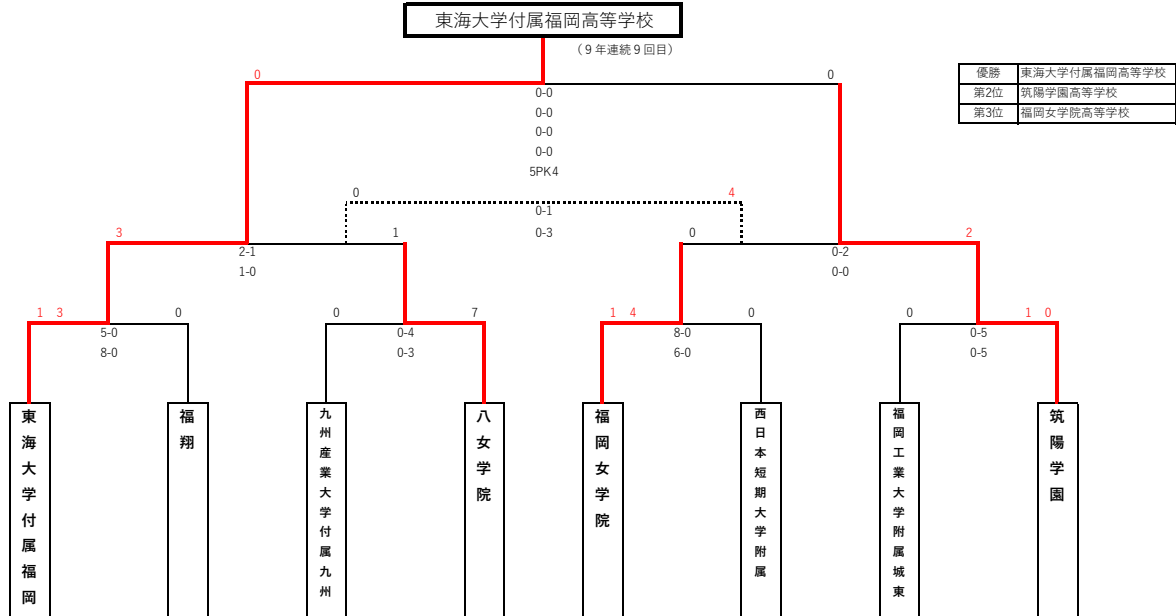 東海大学付属福岡高等学校
（９年連続９回目）
0 0
優勝 東海大学付属福岡高等学校
第2位 筑陽学園高等学校
第3位 福岡女学院高等学校
0-0
0-0
0-0
0-0
5PK4
0 4
0-1
0-3
3 1 0 2
2-1 0-2
1-0 0-0
1 3 0 0 7 1 4 0 0 1 0
5-0 0-4 8-0 0-5
8-0 0-3 6-0 0-5
東海大学付属福岡
福翔
九州産業大学付属九州
八女学院
福岡女学院
西日本短期大学附属
福岡工業大学附属城東
筑陽学園